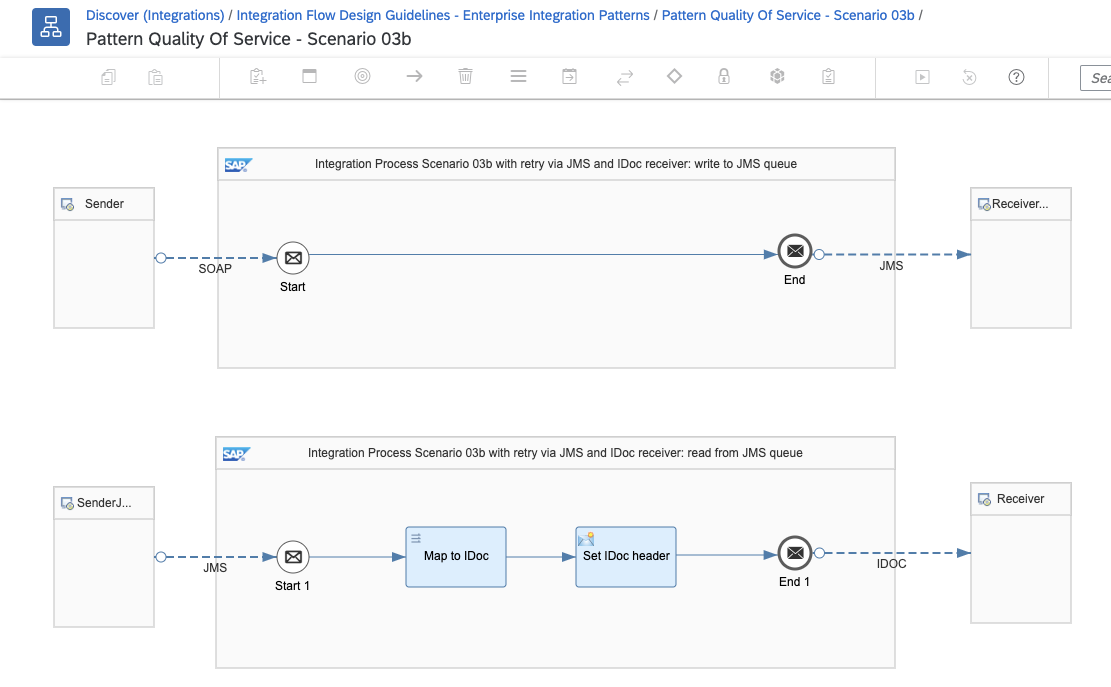 Discover (Integrations) / Integration Flow Design Guidelines - Enterprise Integration Patterns / Pattern Quality Of Service - Scenario 03b /
Pattern Quality Of Service - Scenario 03b
Sea
SAP Integration Process Scenario 03b with retry via JMS and IDoc receiver: write to JMS queue
Sender
Receiver...
SOAP
JMS
Start
End
SAP Integration Process Scenario 03b with retry via JMS and IDoc receiver: read from JMS queue
SenderJ...
Receiver
Map to IDoc
Set IDoc header
JMS
IDOC
Start 1
End 1